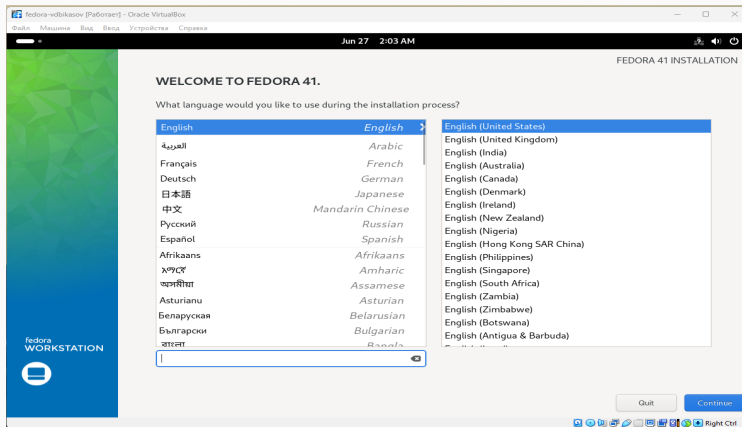 fedora-vdbikasov [Работает] - Oracle VirtualBox
Файл Машина Вид Ввод Устройства Справка
Jun 27 2:03 AM
FEDORA 41 INSTALLATION
WELCOME TO FEDORA 41.
What language would you like to use during the installation process?
English English
العربية Arabic
Français French
Deutsch German
日本語 Japanese
中文 Mandarin Chinese
Русский Russian
Español Spanish
Afrikaans Afrikaans
አማርኛ Amharic
অসমীয়া Assamese
Asturianu Asturian
Беларуская Belarusian
Български Bulgarian
বাংলা Bangla
English (United States)
English (United Kingdom)
English (India)
English (Australia)
English (Canada)
English (Denmark)
English (Ireland)
English (New Zealand)
English (Nigeria)
English (Hong Kong SAR China)
English (Philippines)
English (Singapore)
English (South Africa)
English (Zambia)
English (Zimbabwe)
English (Botswana)
English (Antigua & Barbuda)
fedora
WORKSTATION
Quit
Continue
Right Ctrl